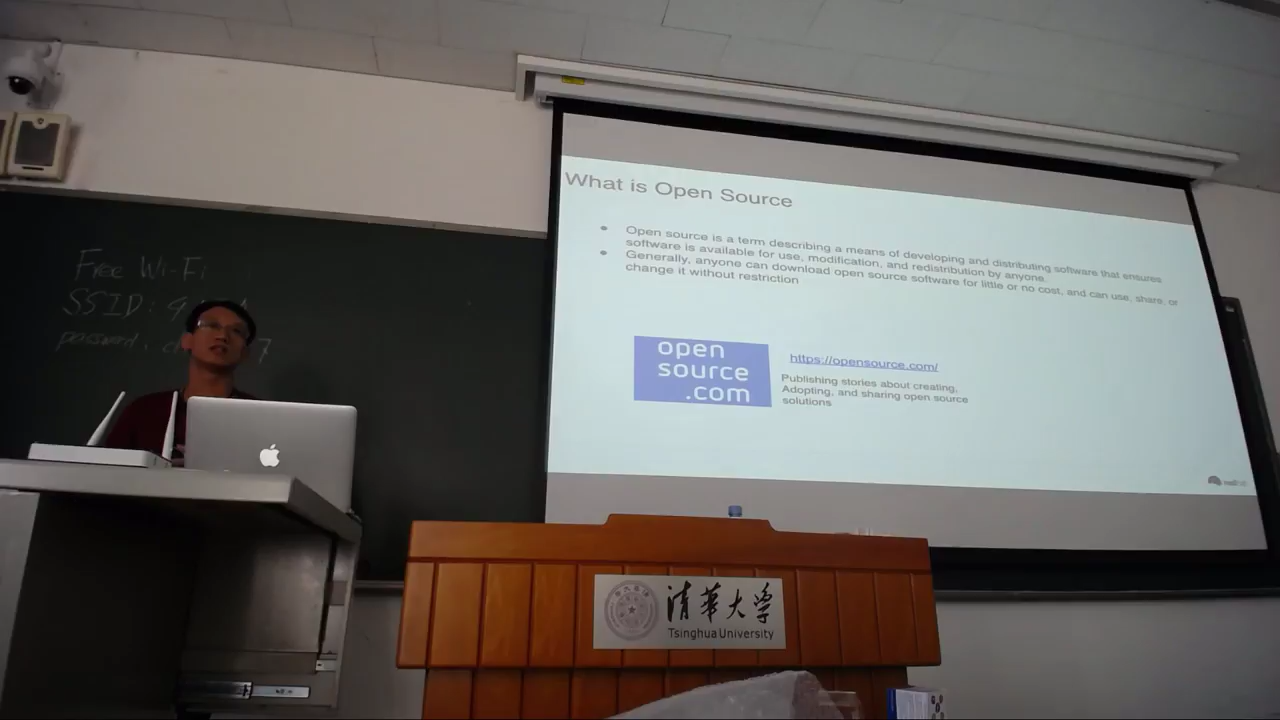 What is Open Source
Open source is a term describing a means of developing and distributing software that ensures
software is available for use, modification, and redistribution by anyone.
Generally, anyone can download open source software for little or no cost, and can use, share, or
change it without restriction
open
source
.com
https://opensource.com/
Publishing stories about creating,
Adopting, and sharing open source
solutions
Free Wi-Fi
SSID:
7
清華大学
Tsinghua University